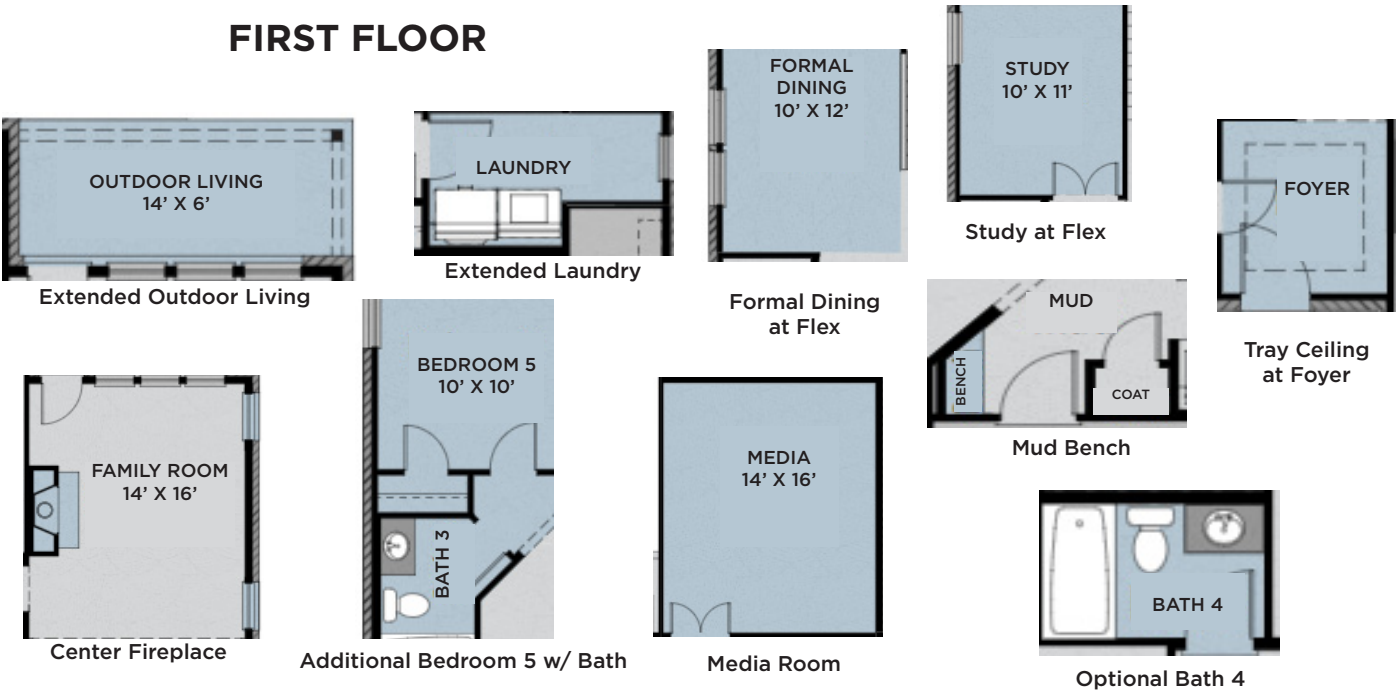 FIRST FLOOR
OUTDOOR LIVING
14’ X 6’
Extended Outdoor Living
LAUNDRY
Extended Laundry
FORMAL
DINING
10’ X 12’
Formal Dining
at Flex
STUDY
10’ X 11’
Study at Flex
FOYER
Tray Ceiling
at Foyer
FAMILY ROOM
14’ X 16’
Center Fireplace
BEDROOM 5
10’ X 10’
BATH 3
Additional Bedroom 5 w/ Bath
MEDIA
14’ X 16’
Media Room
MUD
BENCH
COAT
Mud Bench
BATH 4
Optional Bath 4